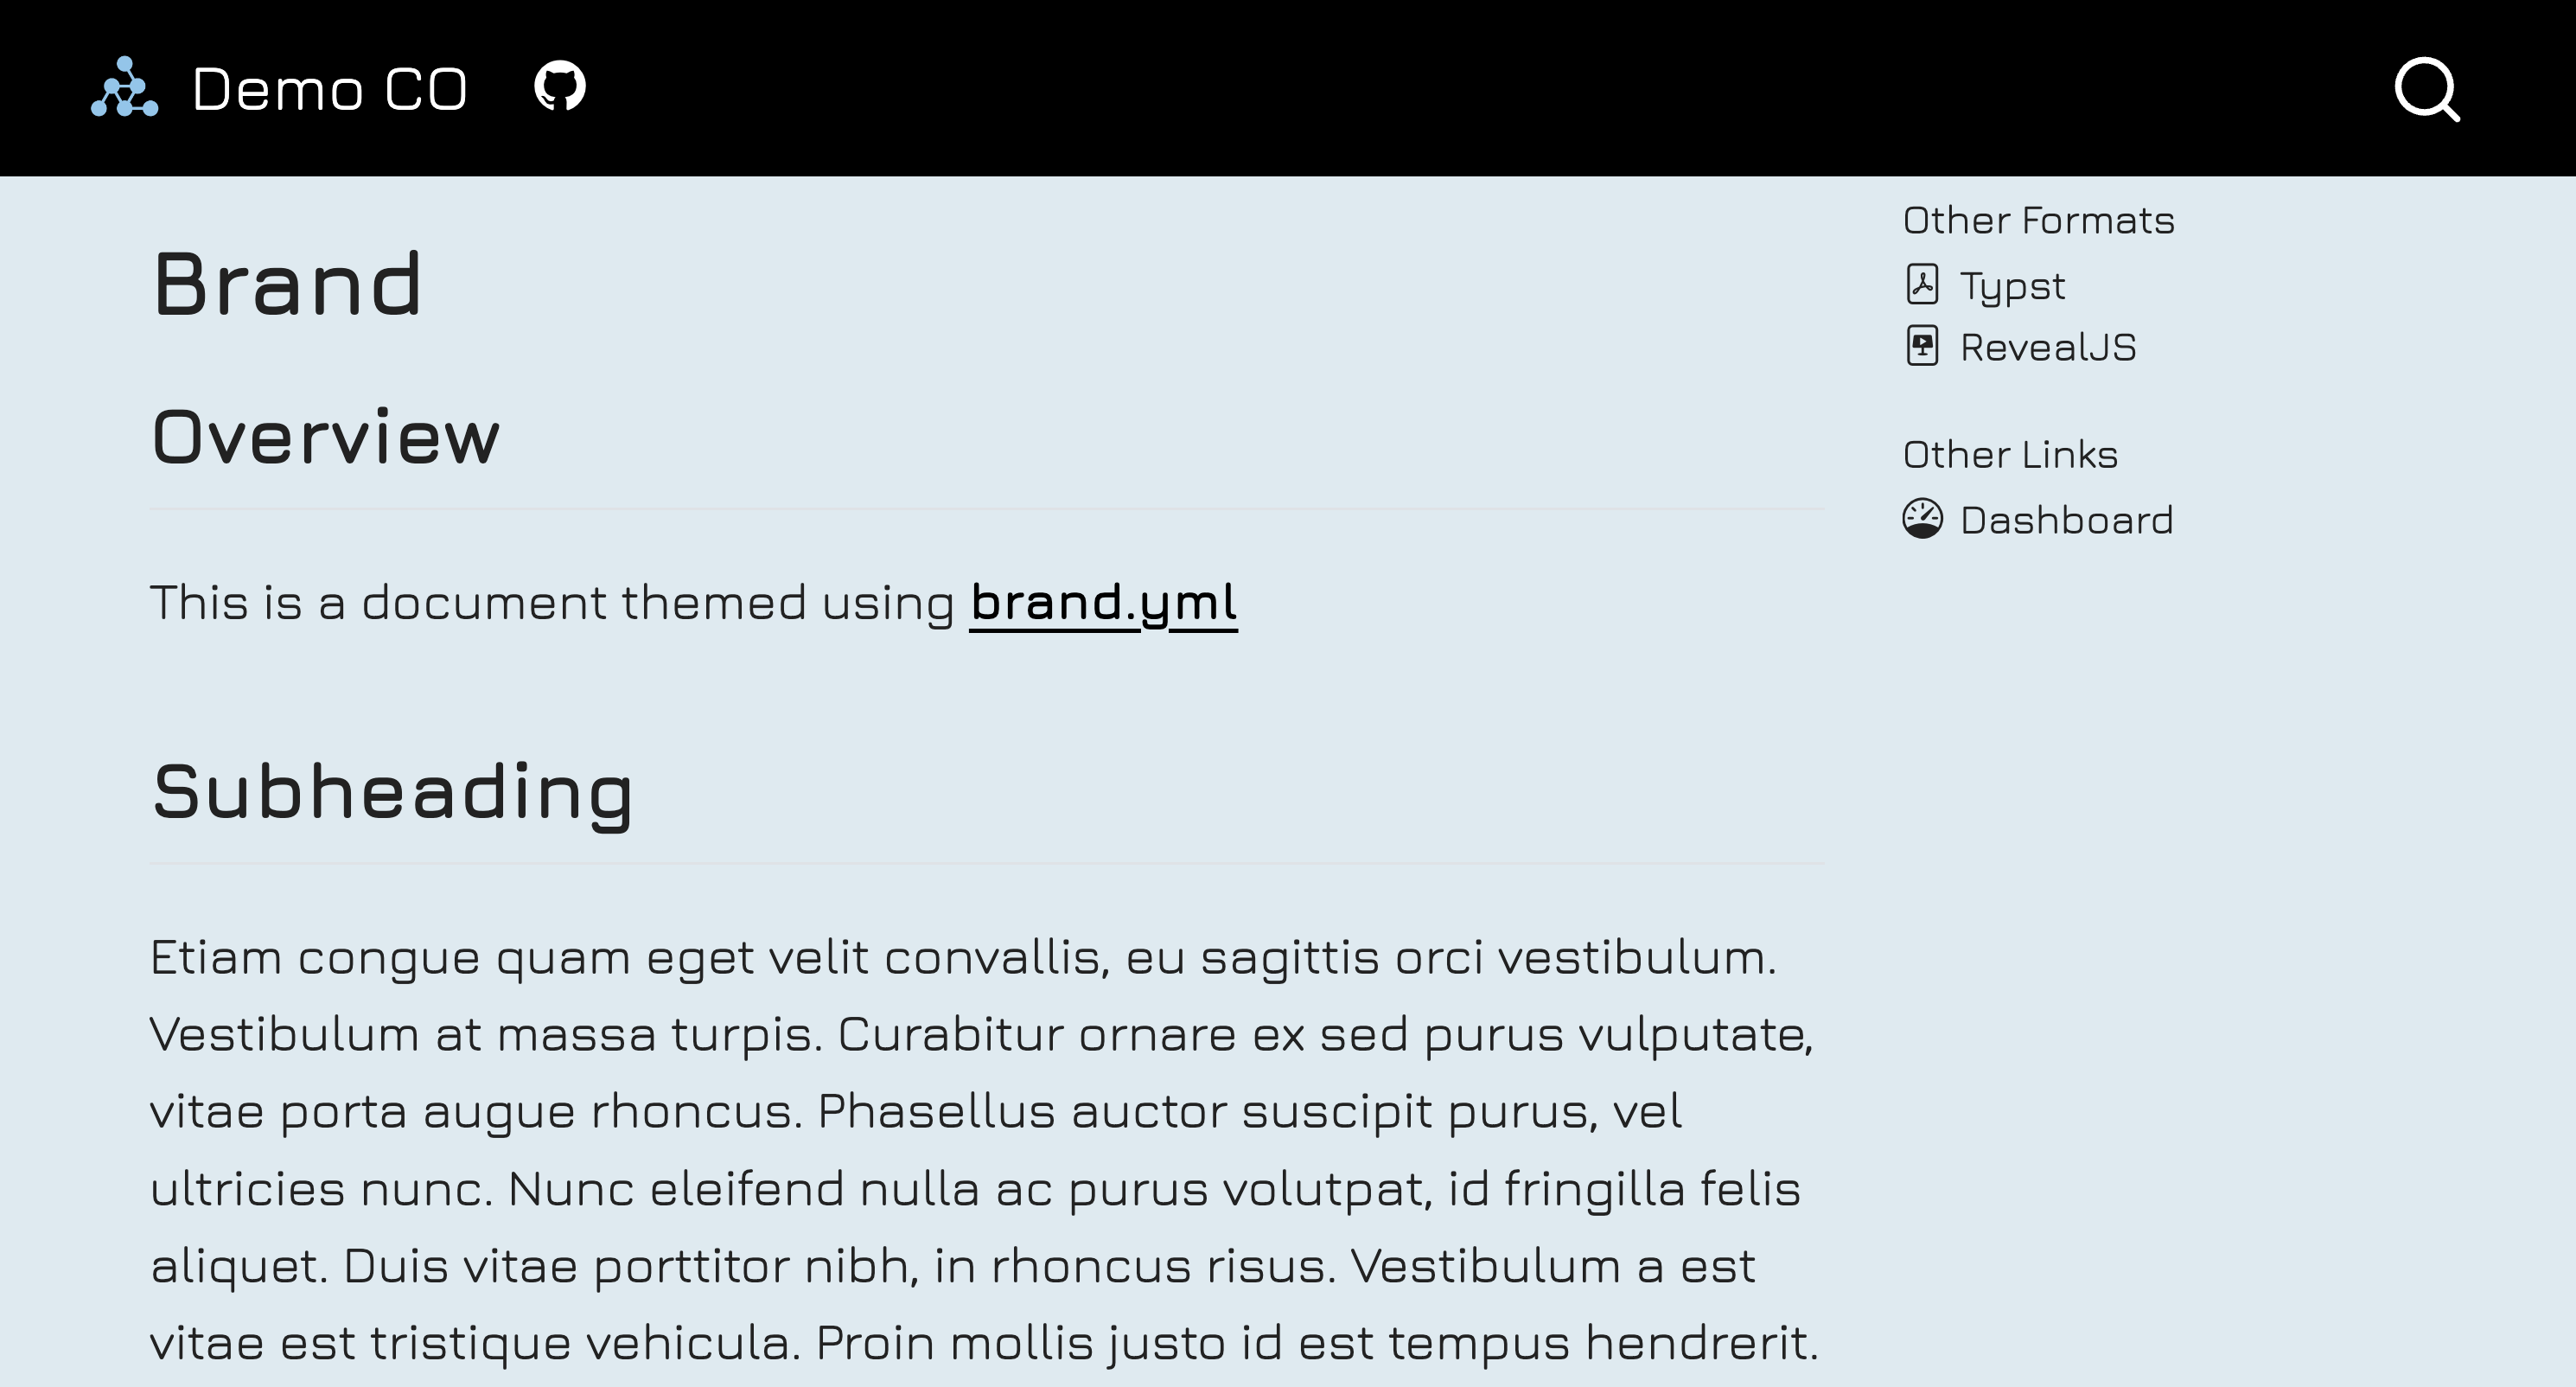 Demo CO
Brand
Overview
This is a document themed using brand.yml
Subheading
Etiam congue quam eget velit convallis, eu sagittis orci vestibulum.
Vestibulum at massa turpis. Curabitur ornare ex sed purus vulputate,
vitae porta augue rhoncus. Phasellus auctor suscipit purus, vel
ultricies nunc. Nunc eleifend nulla ac purus volutpat, id fringilla felis
aliquet. Duis vitae porttitor nibh, in rhoncus risus. Vestibulum a est
vitae est tristique vehicula. Proin mollis justo id est tempus hendrerit.
Other Formats
Typst
RevealJS
Other Links
Dashboard